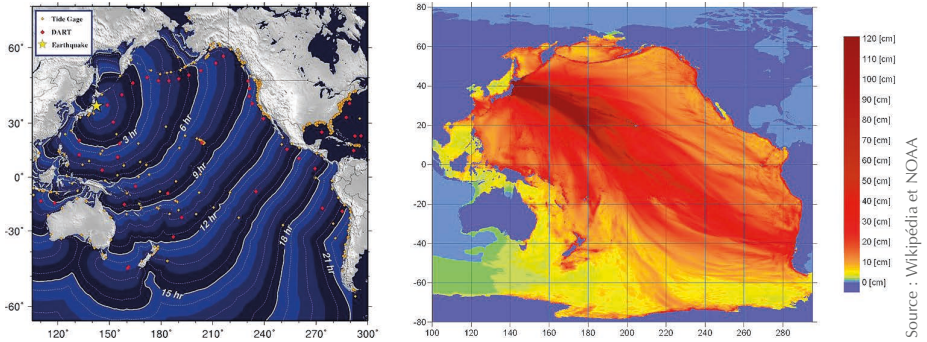 Tide Gage
DART
Earthquake
60˚
30˚
0˚
-30˚
-60˚
3 hr
6 hr
9 hr
12 hr
15 hr
18 hr
21 hr
120˚
150˚
180˚
210˚
240˚
270˚
300˚
80
60
40
20
0
-20
-40
-60
-80
100
120
140
160
180
200
220
240
260
280
120 [cm]
110 [cm]
100 [cm]
90 [cm]
80 [cm]
70 [cm]
60 [cm]
50 [cm]
40 [cm]
30 [cm]
20 [cm]
10 [cm]
0 [cm]
Source : Wikipédia et NOAA